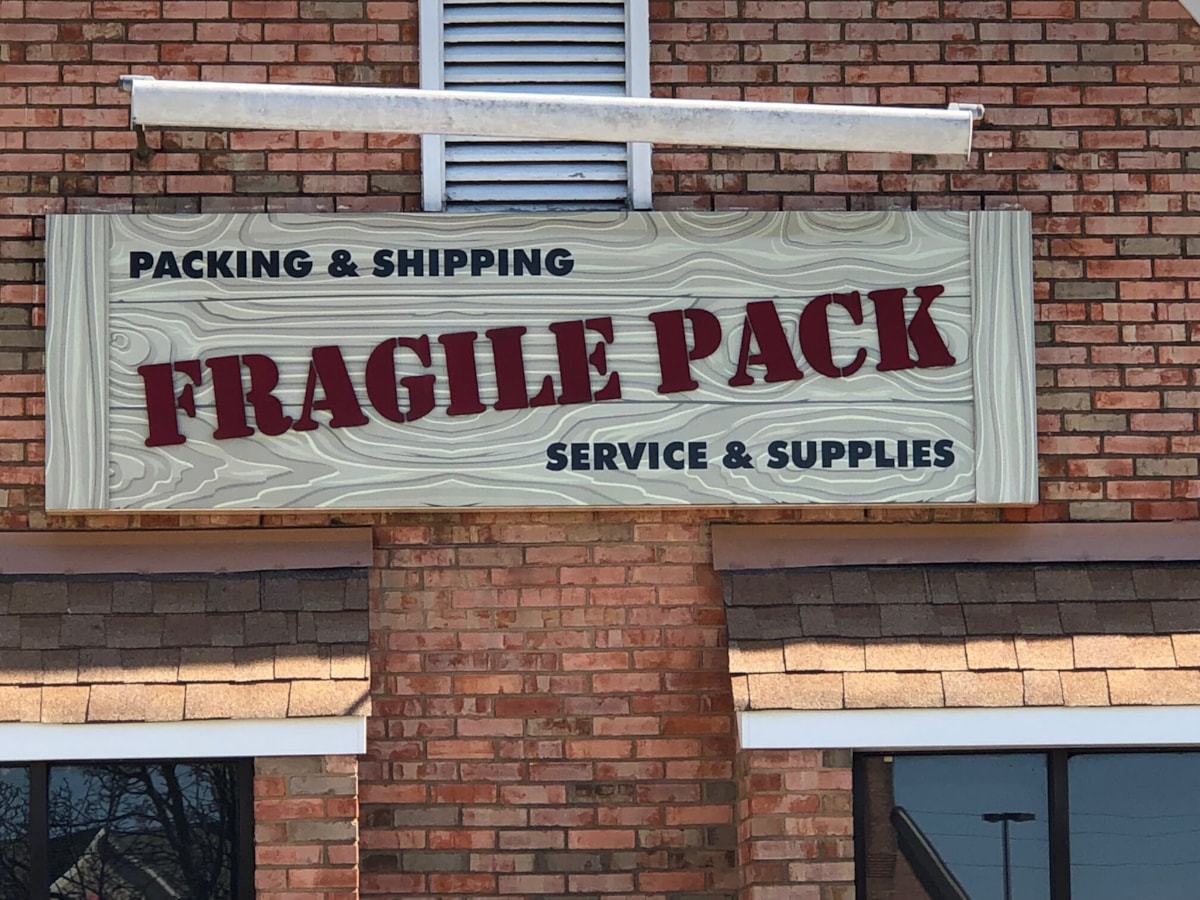 PACKING & SHIPPING
FRAGILE PACK
SERVICE & SUPPLIES